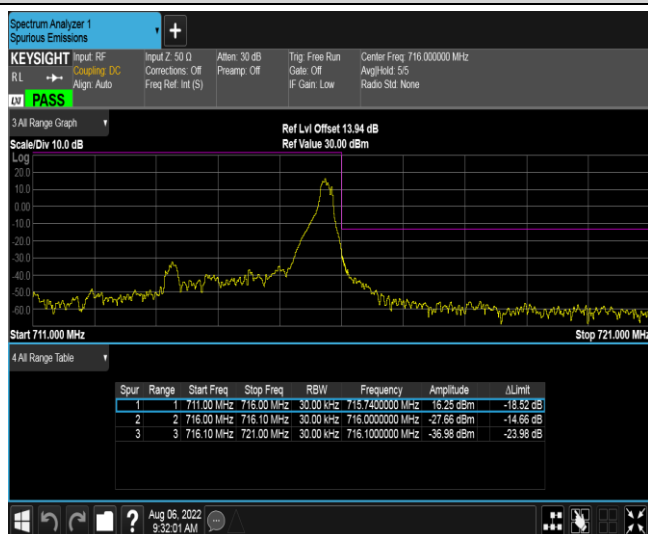 Spectrum Analyzer 1
Spurious Emissions
+
KEYSIGHT Input: RF Input Z: 50 Ω Atten: 30 dB Trig: Free Run Center Freq: 716.000000 MHz
R L Coupling: DC Corrections: Off Preamp: Off Gate: Off Avg|Hold: 5/5
Align: Auto Freq Ref: Int (S) IF Gain: Low Radio Std: None
LXI PASS
3 All Range Graph
Ref Lvl Offset 13.94 dB
Scale/Div 10.0 dB Ref Value 30.00 dBm
Log
20.0
10.0
0.00
-10.0
-20.0
-30.0
-40.0
-50.0
-60.0
Start 711.000 MHz Stop 721.000 MHz
4 All Range Table
Spur Range Start Freq Stop Freq RBW Frequency Amplitude ΔLimit
1 1 711.00 MHz 716.00 MHz 30.00 kHz 715.7400000 MHz 16.25 dBm -18.52 dB
2 2 716.00 MHz 716.10 MHz 30.00 kHz 716.0000000 MHz -27.66 dBm -14.66 dB
3 3 716.10 MHz 721.00 MHz 30.00 kHz 716.1000000 MHz -36.98 dBm -23.98 dB
? Aug 06, 2022
9:32:01 AM